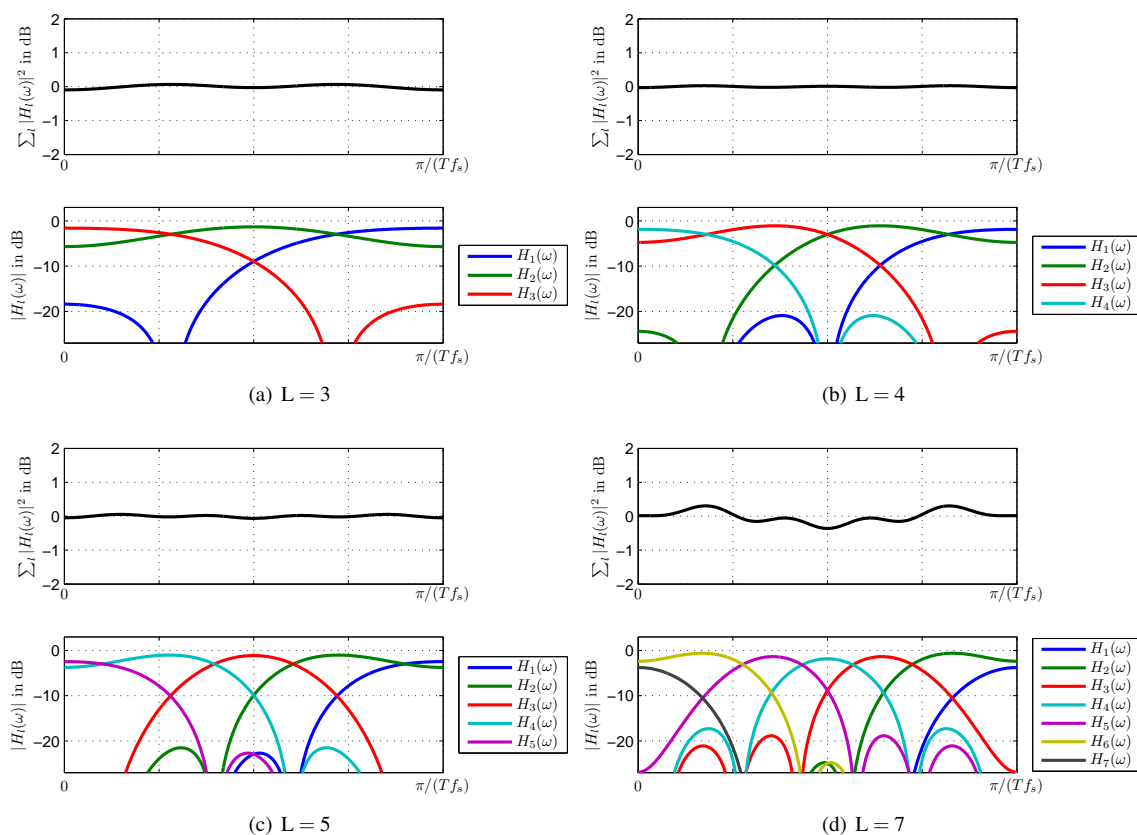 ∑_l |H_l(ω)|² in dB
2
1
0
−1
−2
0
π/(Tf_s)
|H_l(ω)| in dB
0
−10
−20
0
π/(Tf_s)
H_1(ω)
H_2(ω)
H_3(ω)
(a) L = 3
∑_l |H_l(ω)|² in dB
2
1
0
−1
−2
0
π/(Tf_s)
|H_l(ω)| in dB
0
−10
−20
0
π/(Tf_s)
H_1(ω)
H_2(ω)
H_3(ω)
H_4(ω)
(b) L = 4
∑_l |H_l(ω)|² in dB
2
1
0
−1
−2
0
π/(Tf_s)
|H_l(ω)| in dB
0
−10
−20
0
π/(Tf_s)
H_1(ω)
H_2(ω)
H_3(ω)
H_4(ω)
H_5(ω)
(c) L = 5
∑_l |H_l(ω)|² in dB
2
1
0
−1
−2
0
π/(Tf_s)
|H_l(ω)| in dB
0
−10
−20
0
π/(Tf_s)
H_1(ω)
H_2(ω)
H_3(ω)
H_4(ω)
H_5(ω)
H_6(ω)
H_7(ω)
(d) L = 7